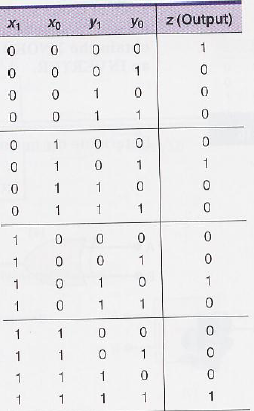 x₁ x₀ y₁ y₀ z (Output)
0 0 0 0 1
0 0 0 1 0
0 0 1 0 0
0 0 1 1 0
0 1 0 0 0
0 1 0 1 1
0 1 1 0 0
0 1 1 1 0
1 0 0 0 0
1 0 0 1 0
1 0 1 0 1
1 0 1 1 0
1 1 0 0 0
1 1 0 1 0
1 1 1 0 0
1 1 1 1 1